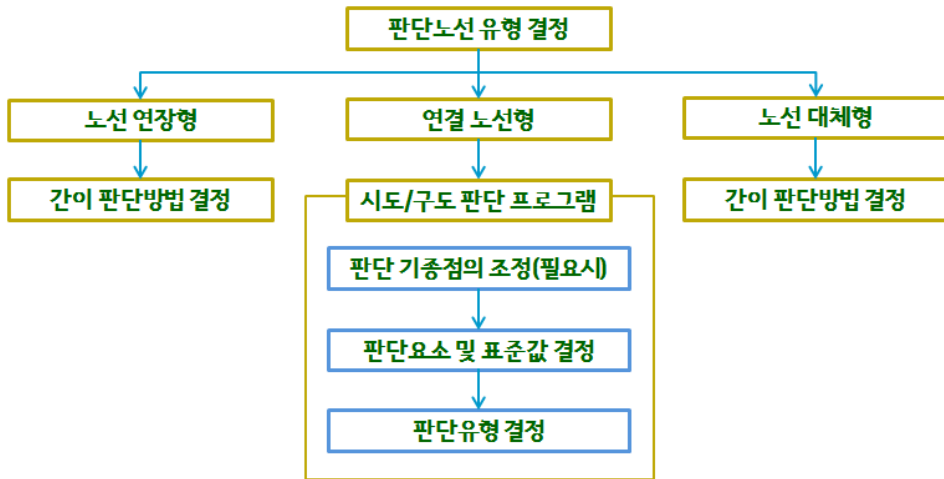 판단노선 유형 결정
노선 연장형
연결 노선형
노선 대체형
간이 판단방법 결정
시도/구도 판단 프로그램
간이 판단방법 결정
판단 기종점의 조정(필요시)
판단요소 및 표준값 결정
판단유형 결정